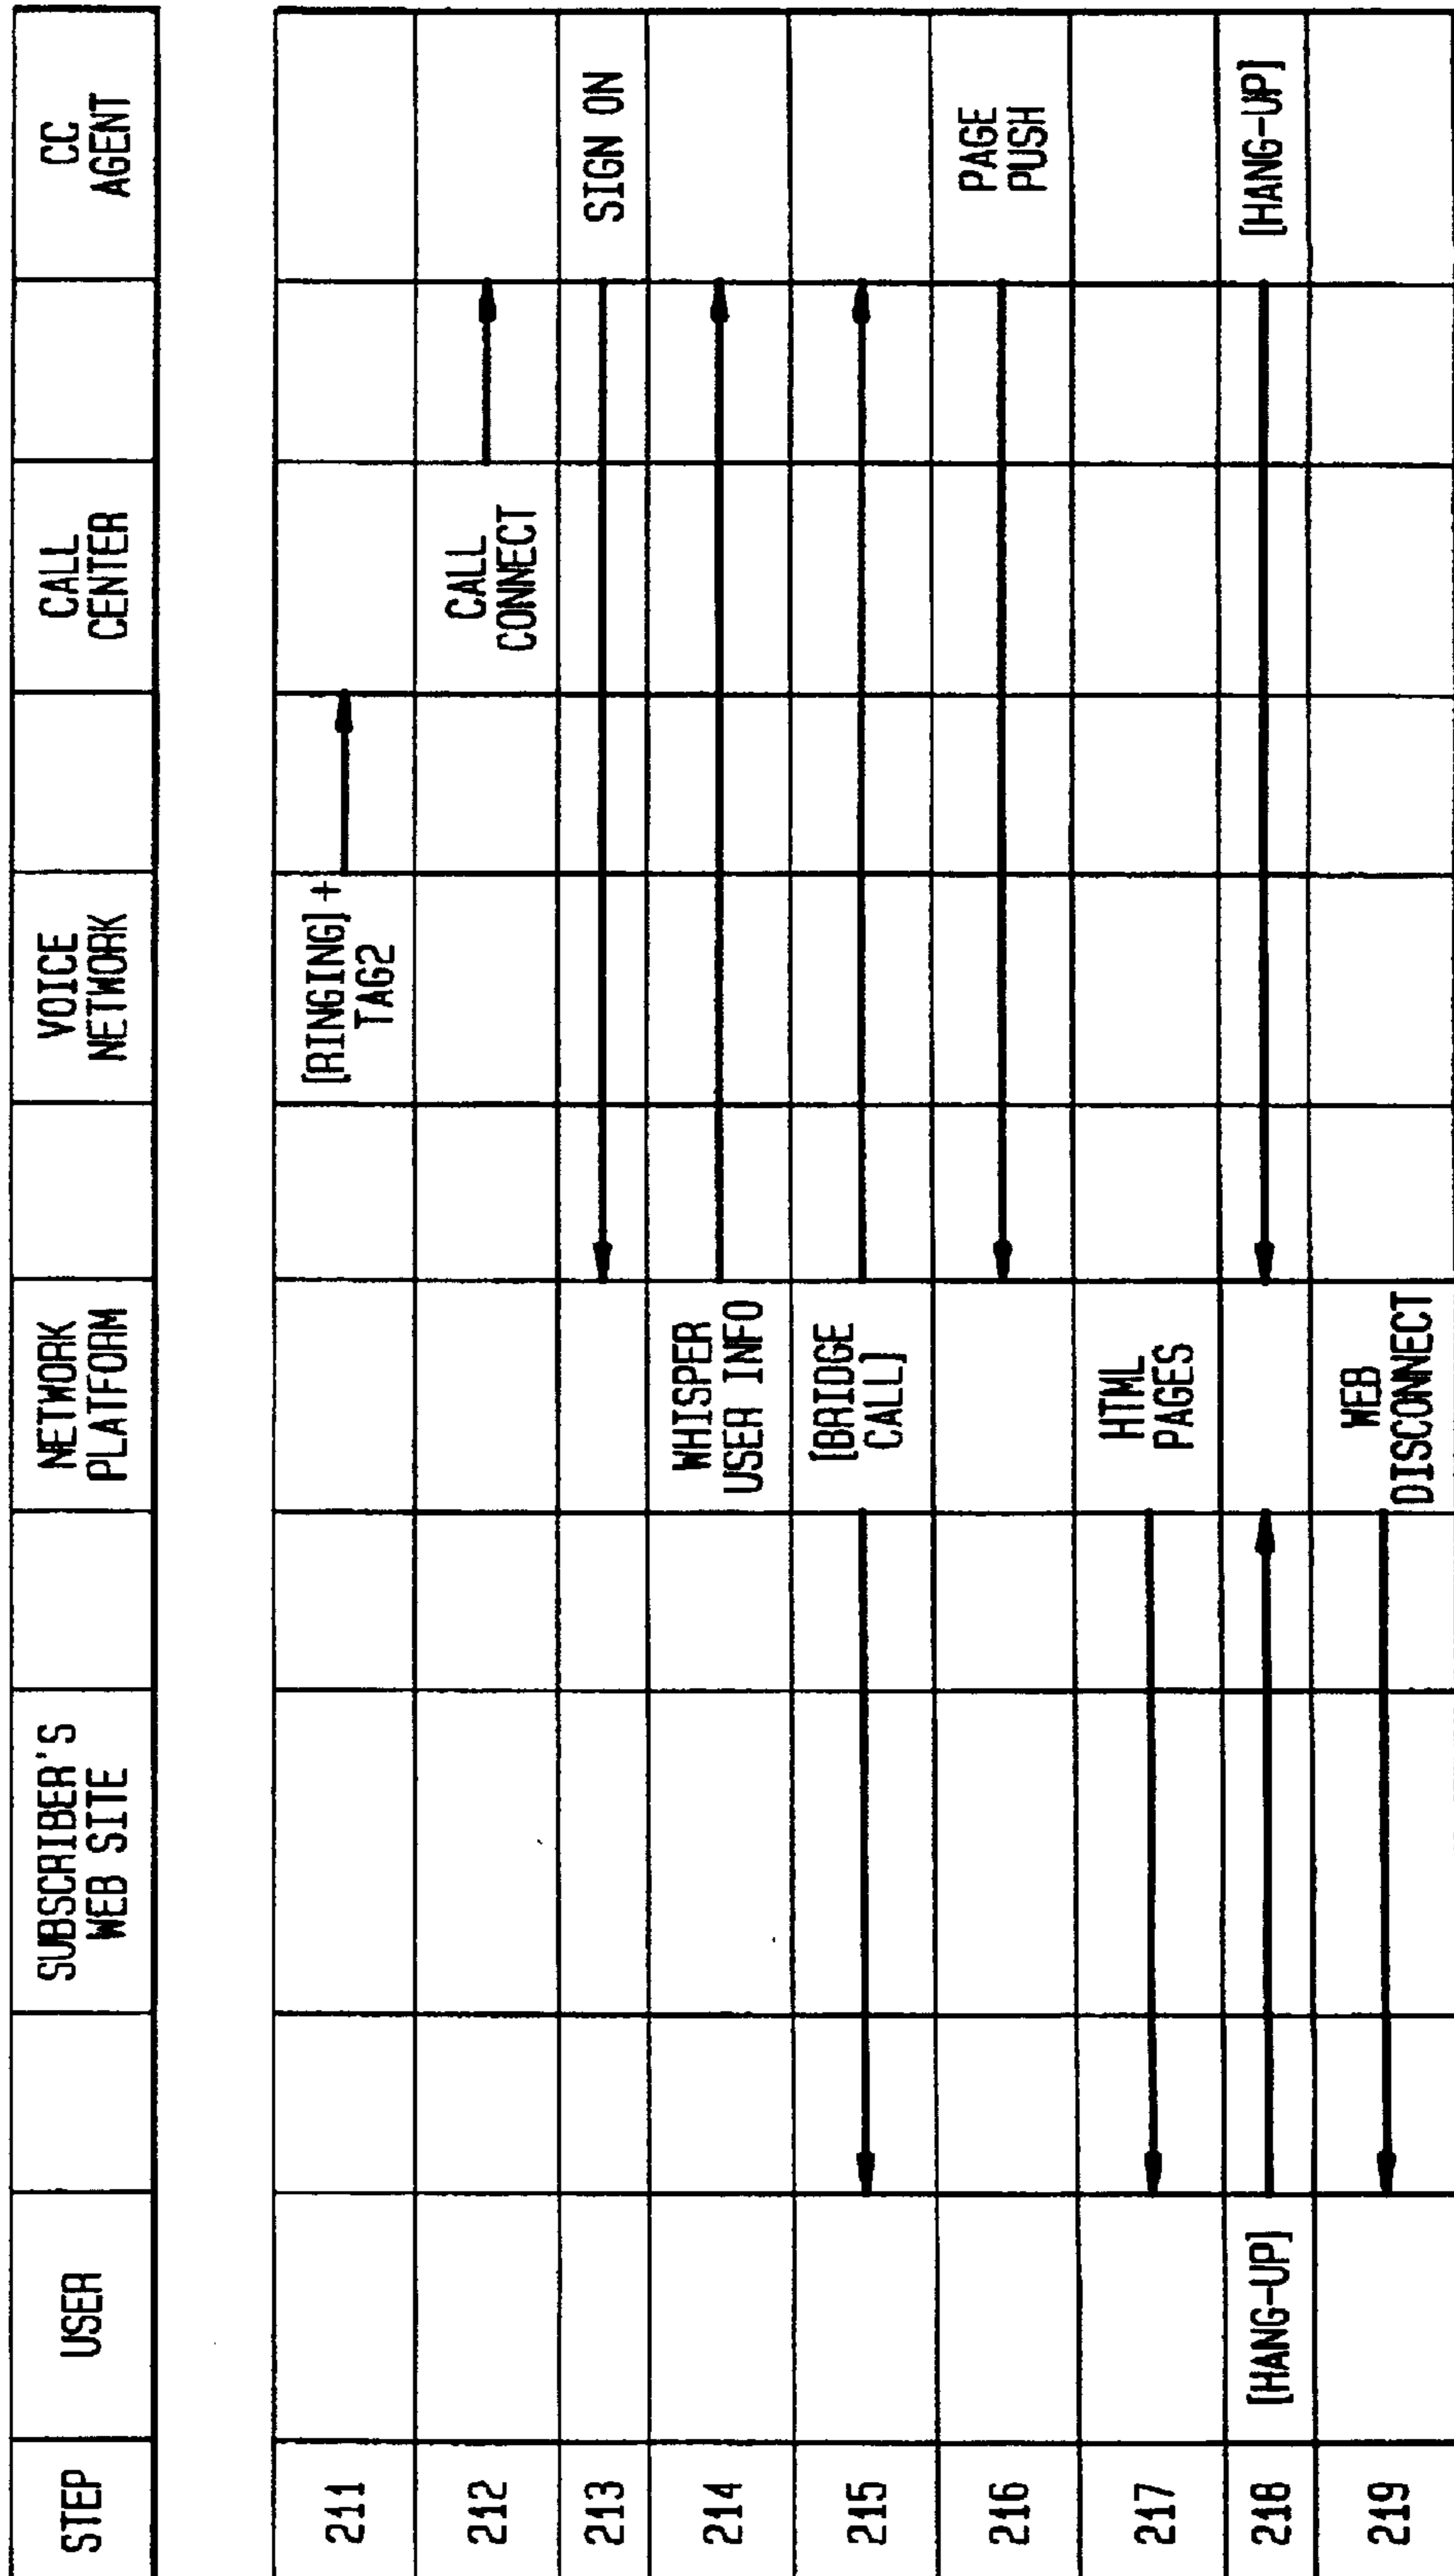 STEP
USER
SUBSCRIBER'S
WEB SITE
NETWORK
PLATFORM
VOICE
NETWORK
CALL
CENTER
CC
AGENT
211
[RINGING] +
TAG2
212
CALL
CONNECT
213
SIGN ON
214
WHISPER
USER INFO
215
[BRIDGE
CALL]
216
PAGE
PUSH
217
HTML
PAGES
218
[HANG-UP]
[HANG-UP]
219
WEB
DISCONNECT